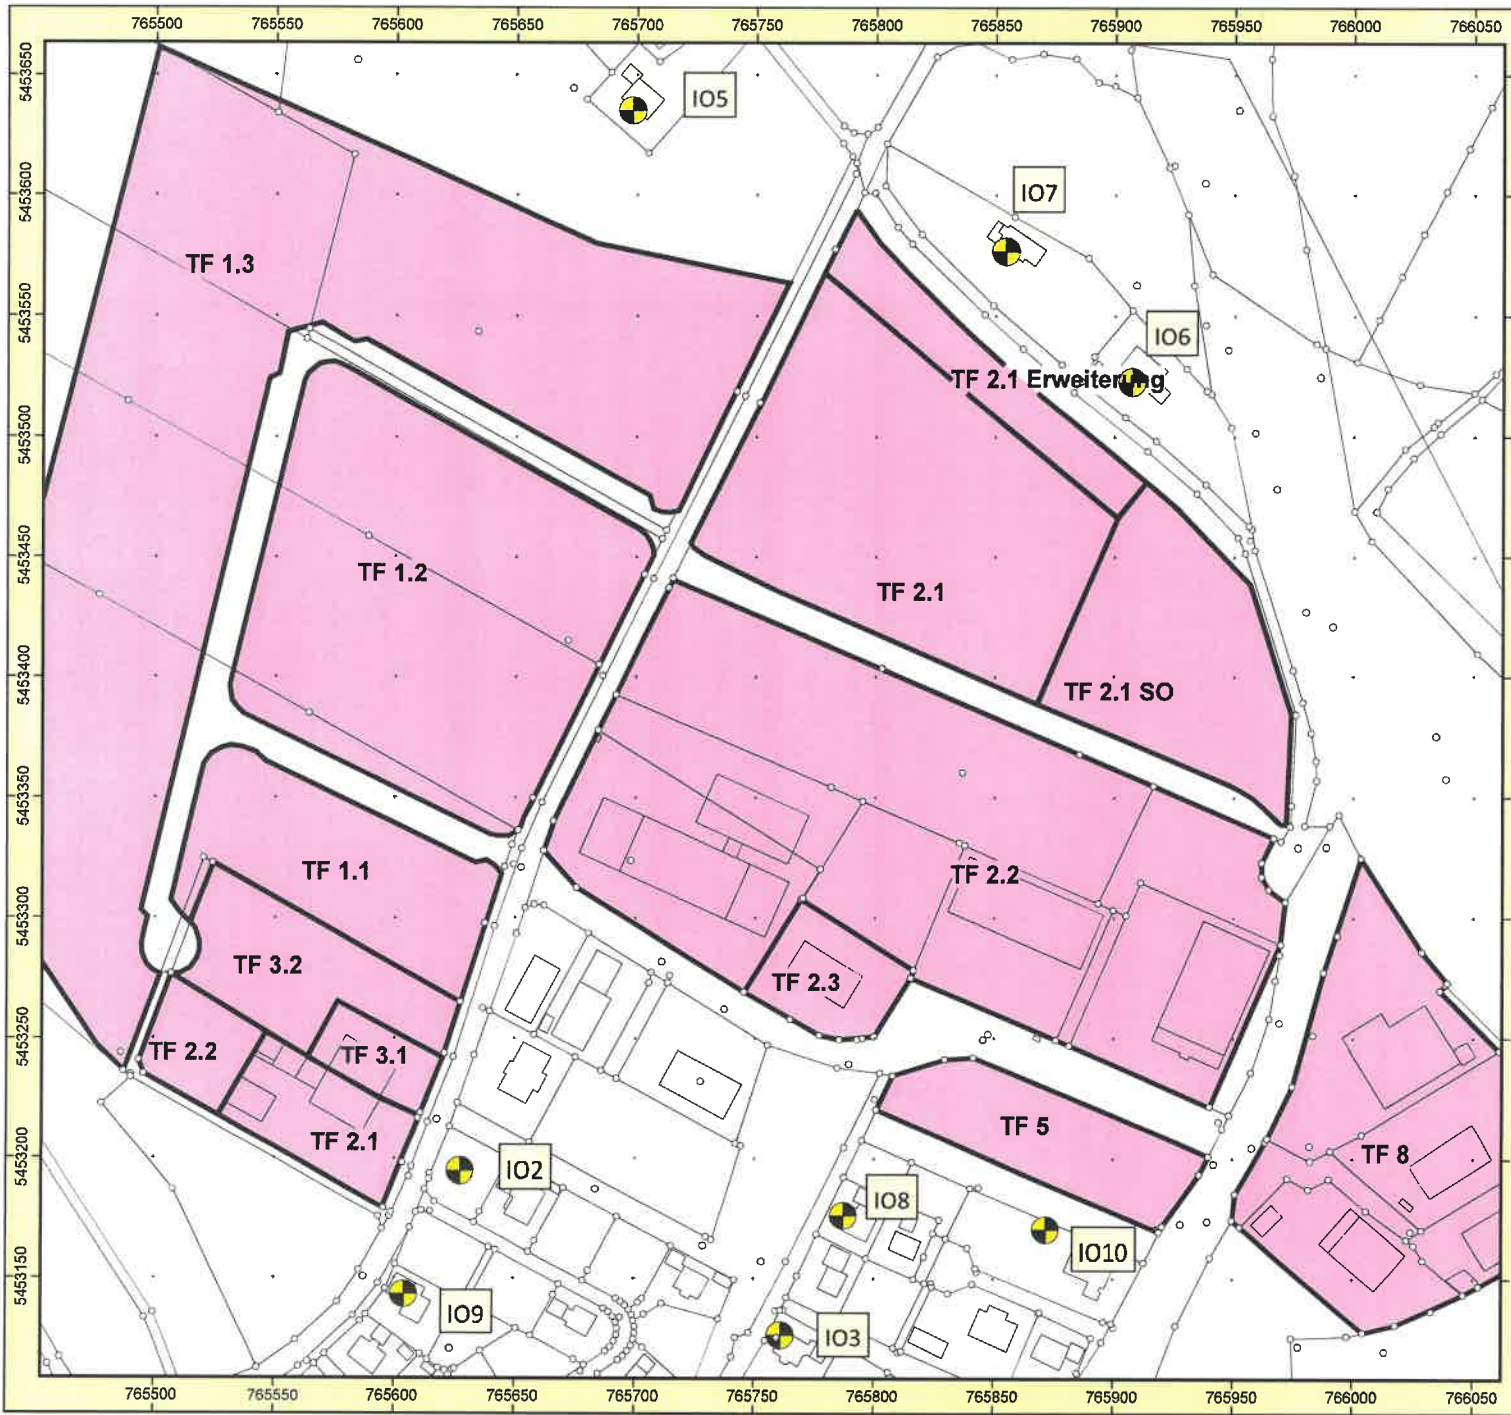 765500 765550 765600 765650 765700 765750 765800 765850 765900 765950 766000 766050
5453650
5453600
5453550
5453500
5453450
5453400
5453350
5453300
5453250
5453200
5453150
IO5
IO7
TF 1.3
IO6
TF 2.1 Erweiterung
TF 1.2
TF 2.1
TF 2.1 SO
TF 1.1
TF 2.2
TF 3.2
TF 2.3
TF 2.2
TF 3.1
TF 2.1
TF 5
TF 8
IO2
IO8
IO10
IO9
IO3
765500 765550 765600 765650 765700 765750 765800 765850 765900 765950 766000 766050